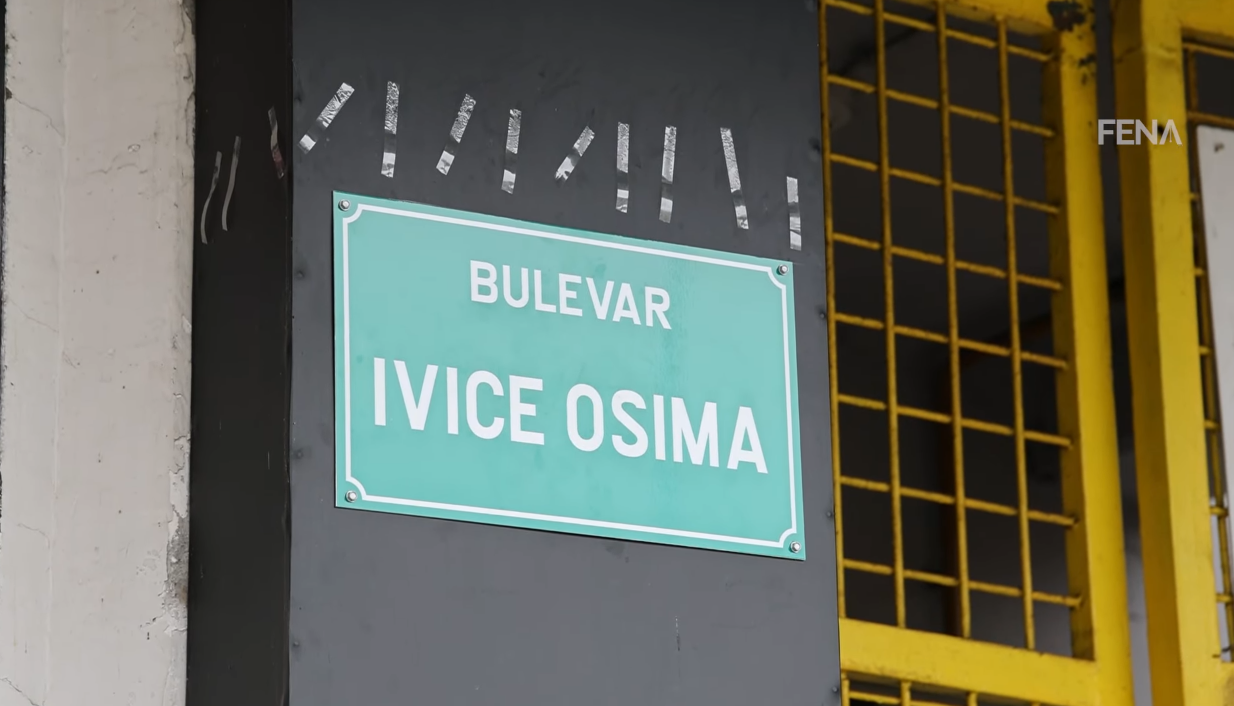 FENA
BULEVAR
IVICE OSIMA